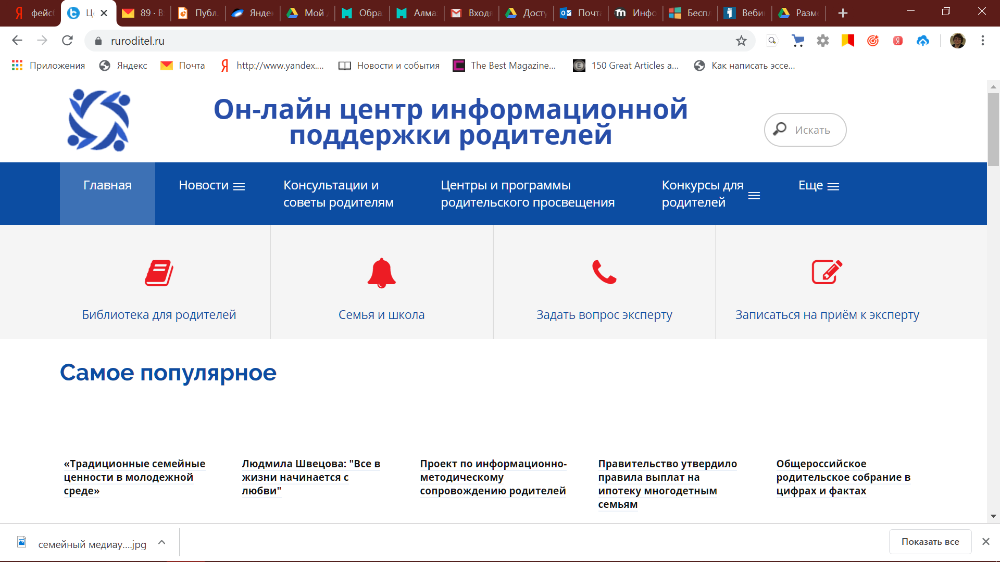 фейсб
Це
89 · В
Публ
Яндек
Мой
Обра
Алма
Входя
Досту
Почта
Инфо
Беспл
Веби
Разме
ruroditel.ru
Приложения
Яндекс
Почта
http://www.yandex....
Новости и события
The Best Magazine...
150 Great Articles a...
Как написать эссе...
Он-лайн центр информационной
поддержки родителей
Искать
Главная
Новости
Консультации и
советы родителям
Центры и программы
родительского просвещения
Конкурсы для
родителей
Еще
Библиотека для родителей
Семья и школа
Задать вопрос эксперту
Записаться на приём к эксперту
Самое популярное
«Традиционные семейные
ценности в молодежной
среде»
Людмила Швецова: "Все в
жизни начинается с
любви"
Проект по информационно-
методическому
сопровождению родителей
Правительство утвердило
правила выплат на
ипотеку многодетным
семьям
Общероссийское
родительское собрание в
цифрах и фактах
семейный медиау....jpg
Показать все